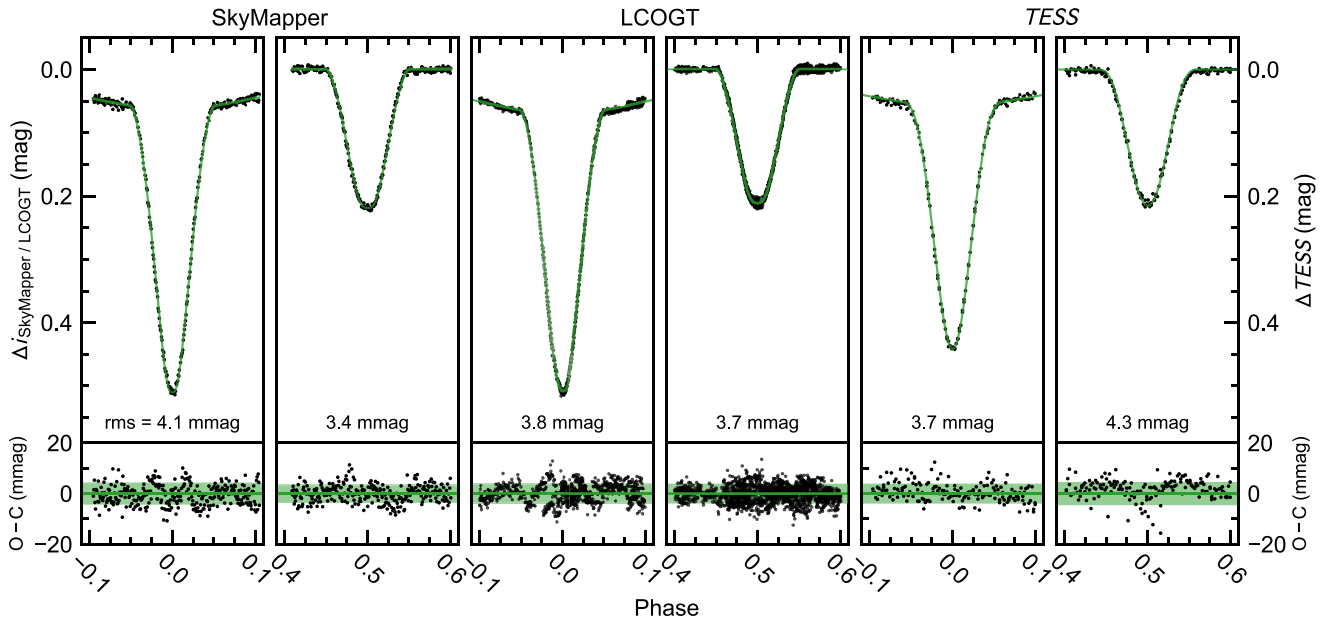 SkyMapper LCOGT TESS
0.0 0.0
0.2 0.2
0.4 0.4
Δi SkyMapper / LCOGT (mag)
Δ TESS (mag)
rms = 4.1 mmag 3.4 mmag 3.8 mmag 3.7 mmag 3.7 mmag 4.3 mmag
20 20
0 0
−20 −20
O − C (mmag)
O − C (mmag)
−0.1 0.0 0.1 0.4 0.5 0.6 −0.1 0.0 0.1 0.4 0.5 0.6 −0.1 0.0 0.1 0.4 0.5 0.6
Phase